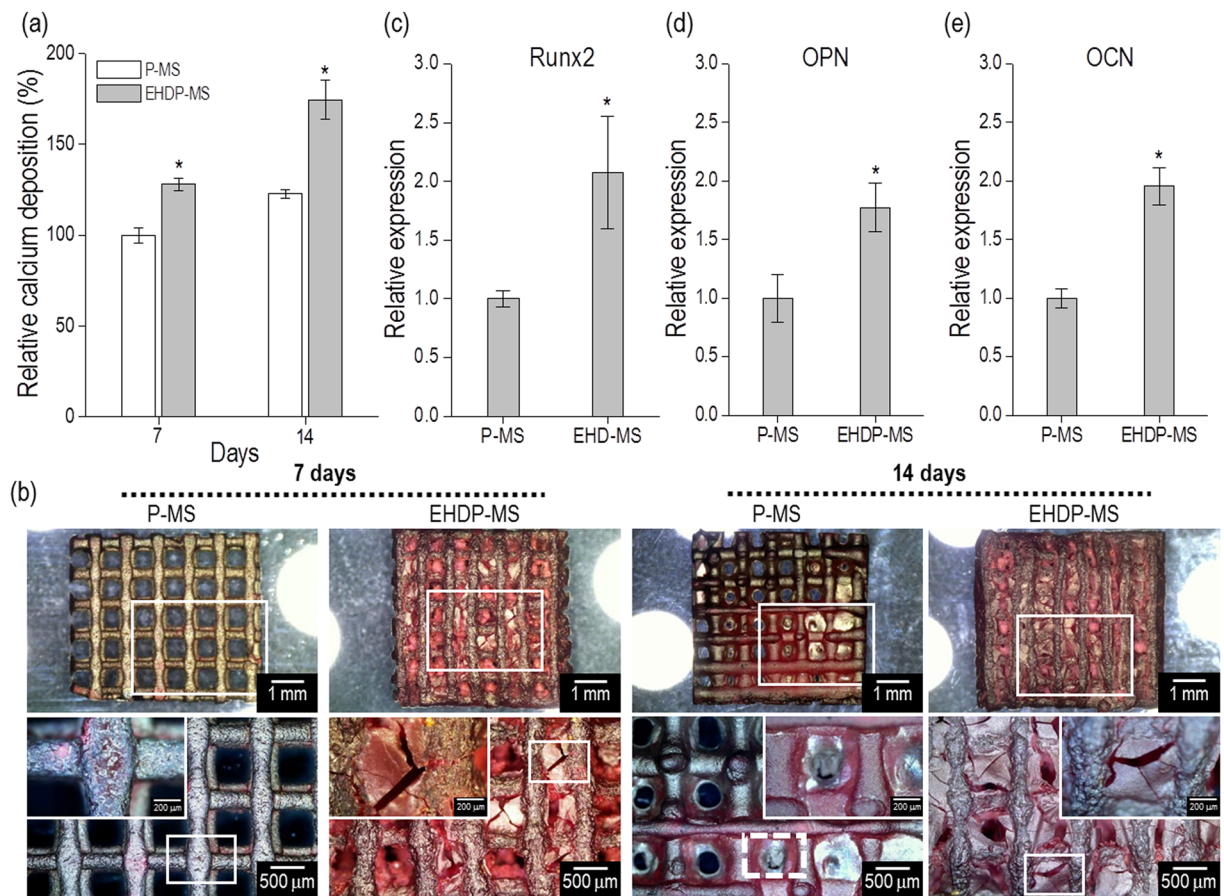 (a)
200
150
100
50
0
Relative calcium deposition (%)
P-MS
EHDP-MS
*
*
7
14
Days
(c)
Runx2
3.0
2.5
2.0
1.5
1.0
0.5
0.0
Relative expression
*
P-MS
EHD-MS
(d)
OPN
3.0
2.5
2.0
1.5
1.0
0.5
0.0
Relative expression
*
P-MS
EHDP-MS
(e)
OCN
3.0
2.5
2.0
1.5
1.0
0.5
0.0
Relative expression
*
P-MS
EHDP-MS
(b)
7 days
14 days
P-MS
EHDP-MS
P-MS
EHDP-MS
1 mm
1 mm
1 mm
1 mm
200 μm
200 μm
200 μm
200 μm
500 μm
500 μm
500 μm
500 μm